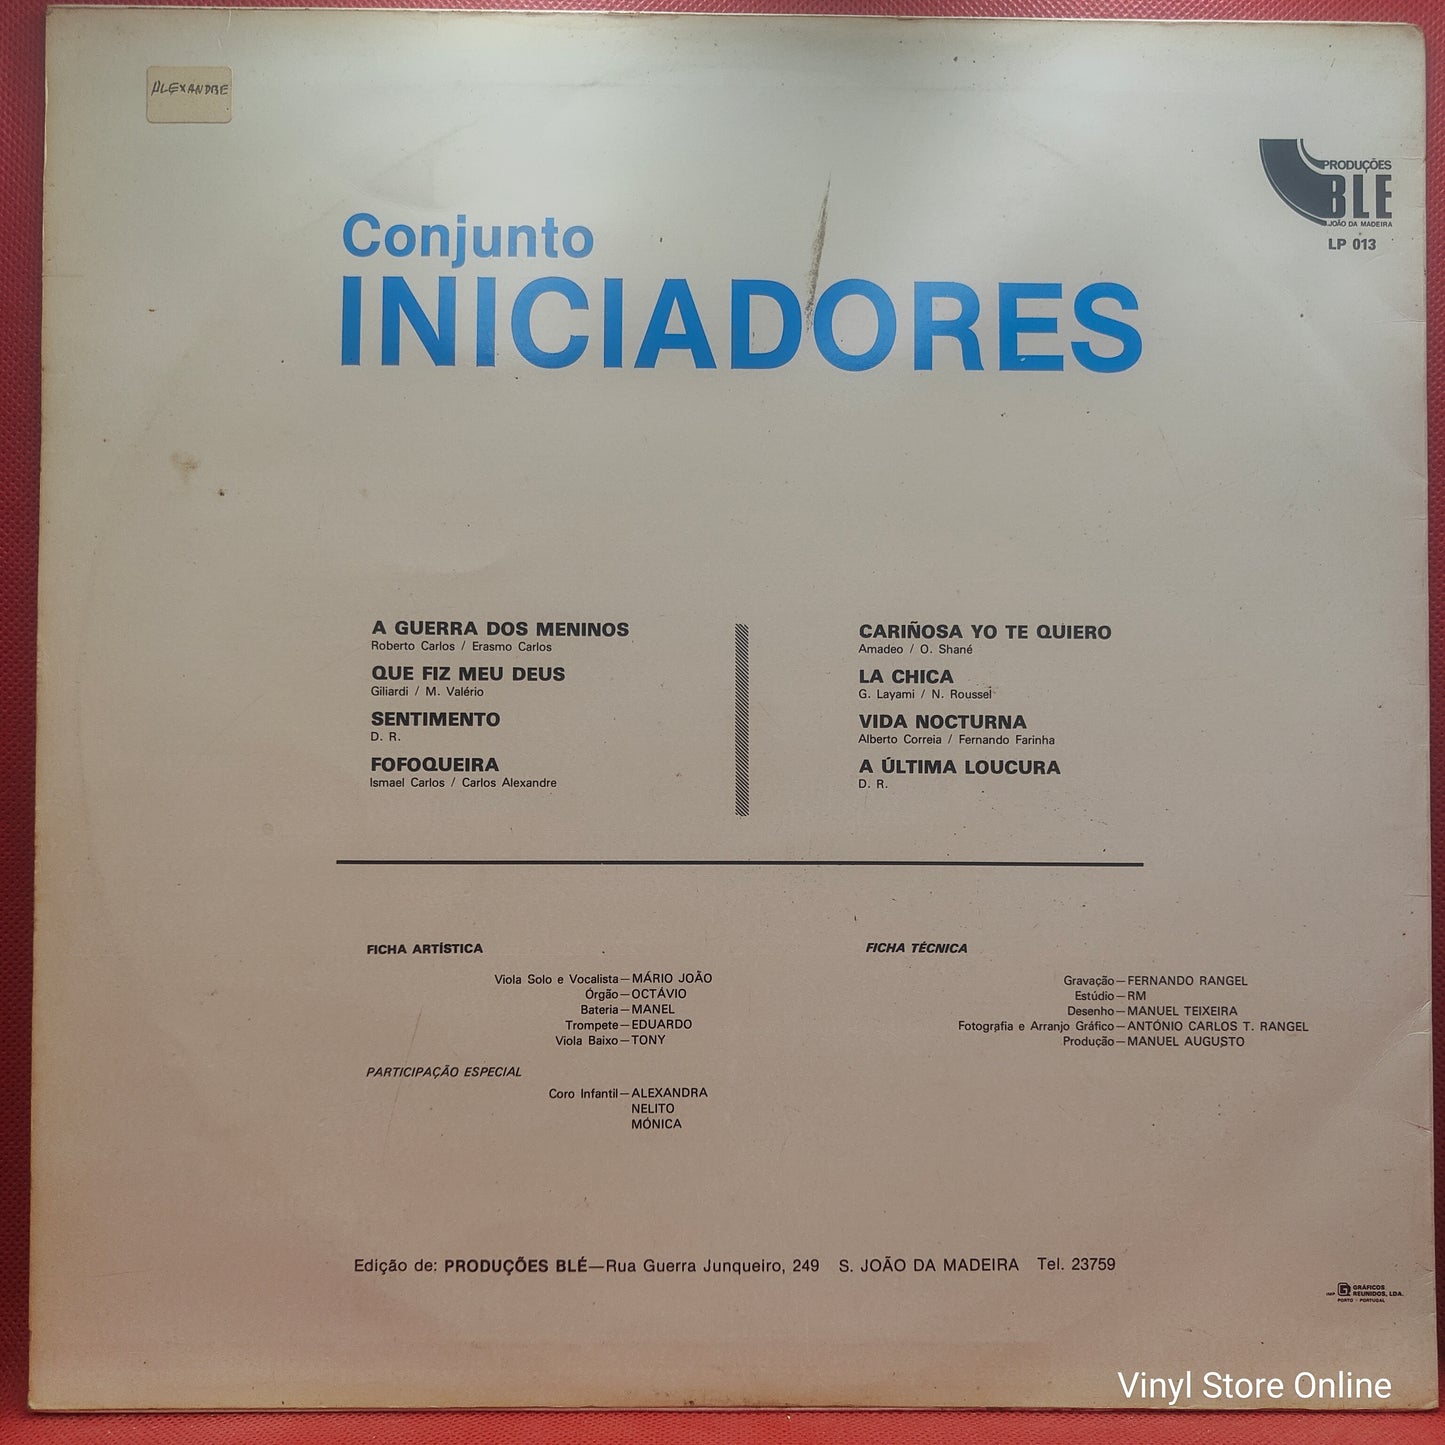 ALEXANDRE
PRODUÇÕES
BLÉ
S. JOÃO DA MADEIRA
LP 013
Conjunto
INICIADORES
A GUERRA DOS MENINOS
Roberto Carlos / Erasmo Carlos
QUE FIZ MEU DEUS
Giliardi / M. Valério
SENTIMENTO
D. R.
FOFOQUEIRA
Ismael Carlos / Carlos Alexandre
CARIÑOSA YO TE QUIERO
Amadeo / O. Shané
LA CHICA
G. Layami / N. Roussel
VIDA NOCTURNA
Alberto Correia / Fernando Farinha
A ÚLTIMA LOUCURA
D. R.
FICHA ARTÍSTICA
Viola Solo e Vocalista—MÁRIO JOÃO
Órgão—OCTÁVIO
Bateria—MANEL
Trompete—EDUARDO
Viola Baixo—TONY
PARTICIPAÇÃO ESPECIAL
Coro Infantil—ALEXANDRA
NELITO
MÓNICA
FICHA TÉCNICA
Gravação—FERNANDO RANGEL
Estúdio—RM
Desenho—MANUEL TEIXEIRA
Fotografia e Arranjo Gráfico—ANTÓNIO CARLOS T. RANGEL
Produção—MANUEL AUGUSTO
Edição de: PRODUÇÕES BLÉ—Rua Guerra Junqueiro, 249 S. JOÃO DA MADEIRA Tel. 23759
IMP GRÁFICOS
REUNIDOS, LDA.
PORTO - PORTUGAL
Vinyl Store Online